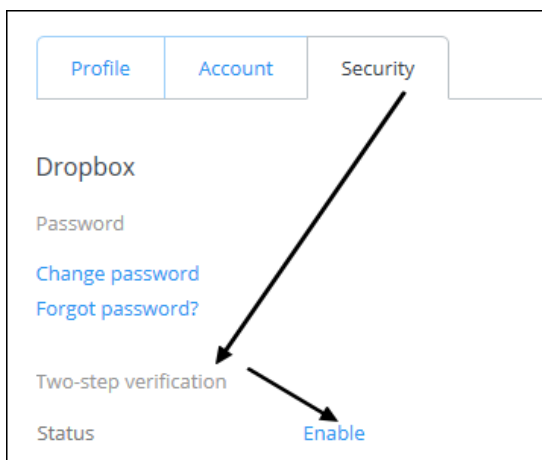 Profile Account Security
Dropbox
Password
Change password
Forgot password?
Two-step verification
Status Enable